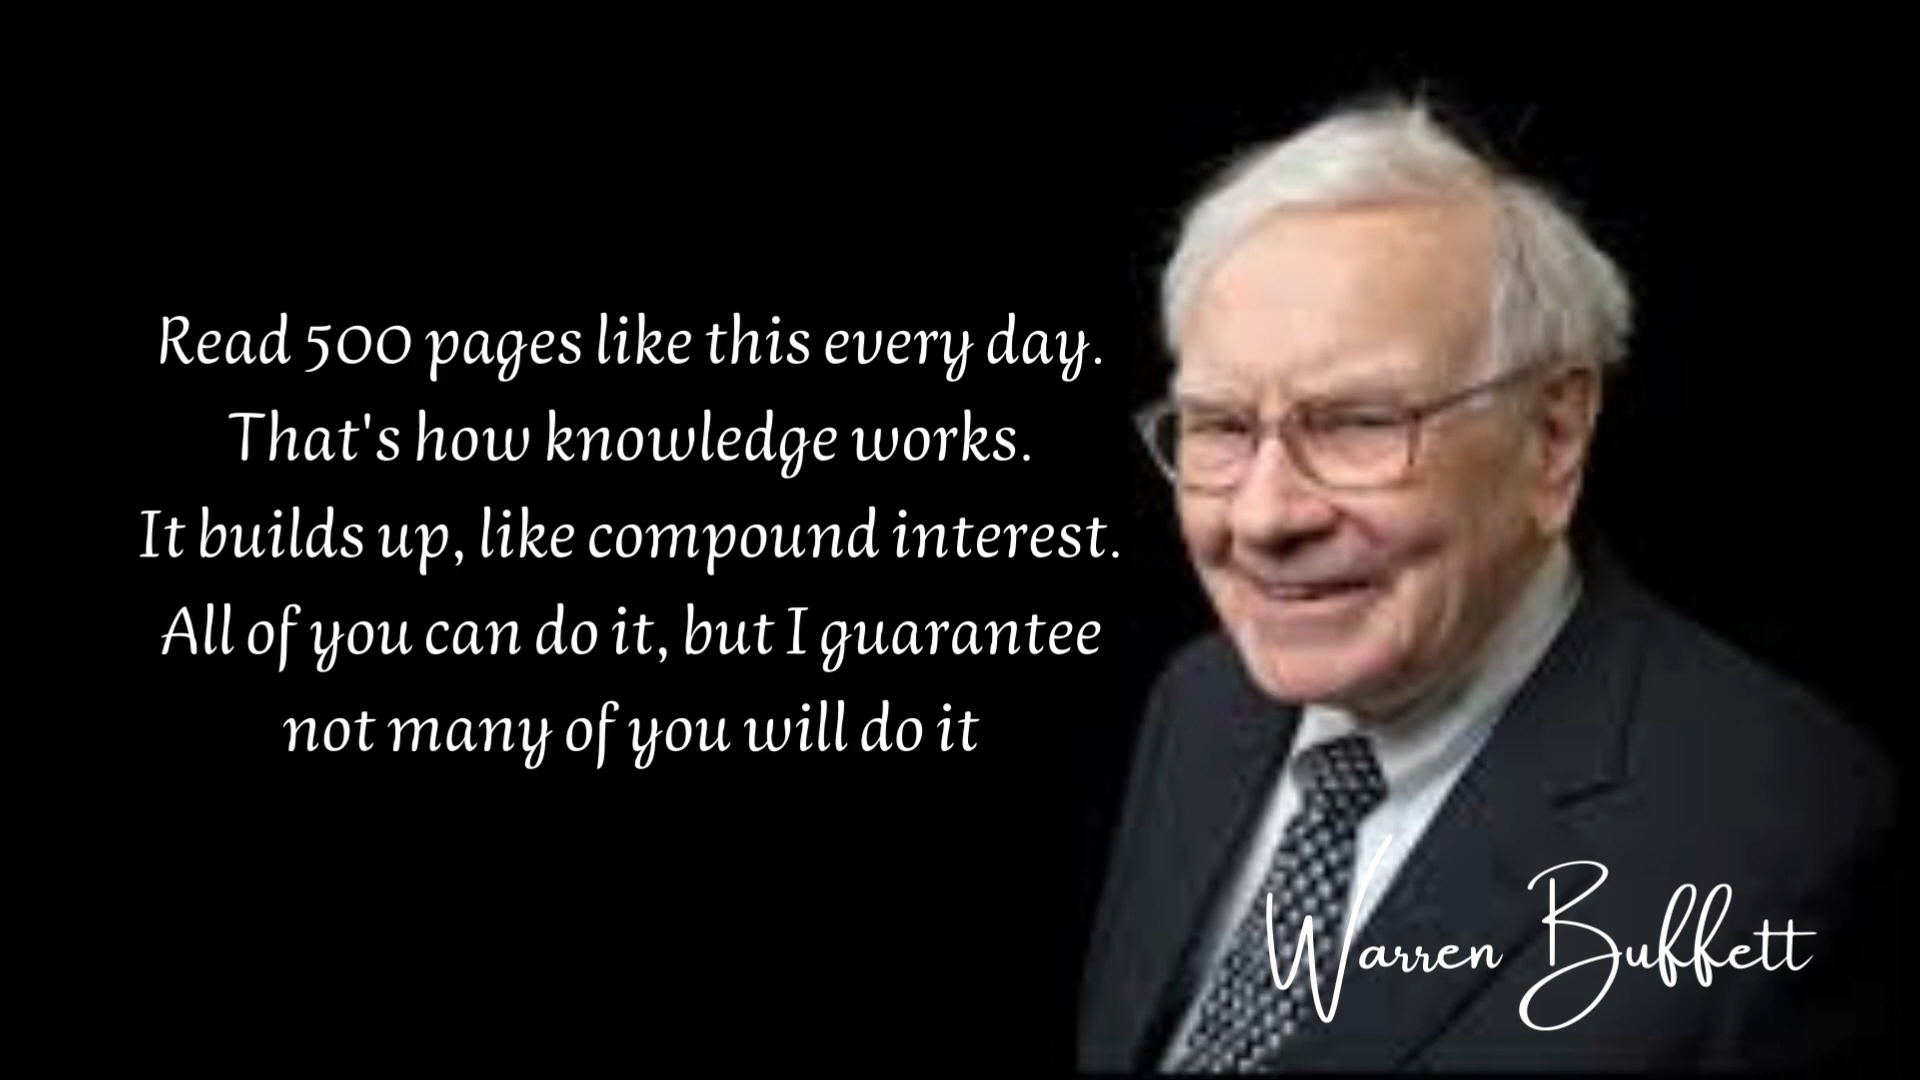 Read 500 pages like this every day.
That's how knowledge works.
It builds up, like compound interest.
All of you can do it, but I guarantee
not many of you will do it
Warren Buffett